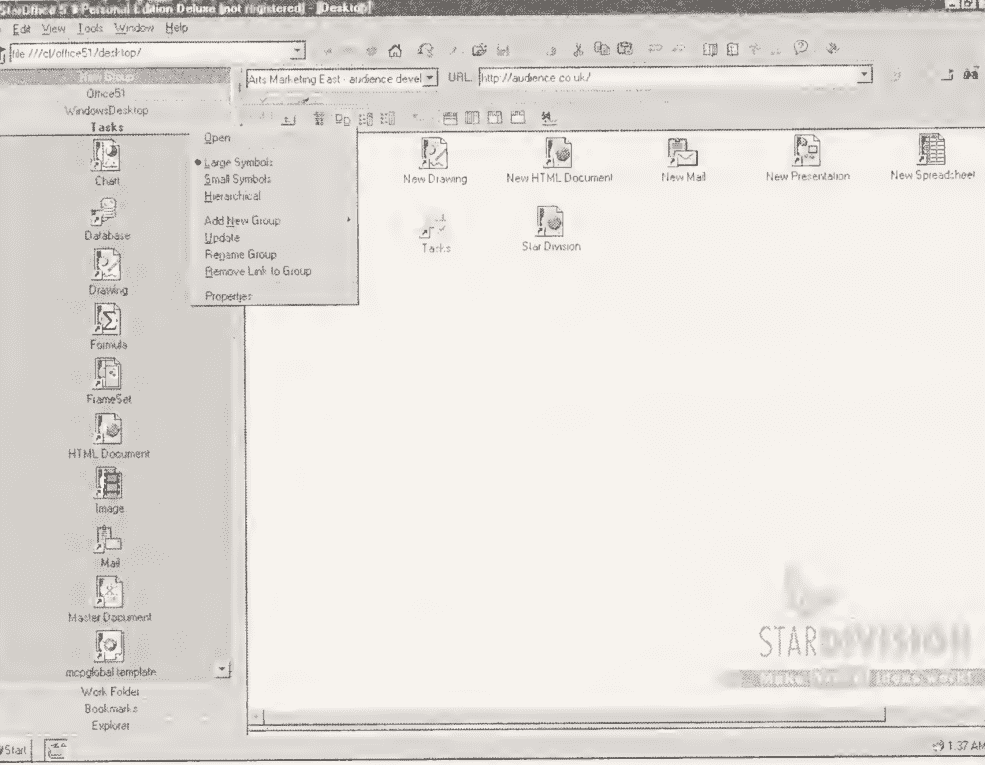 StarOffice 5.1 Personal Edition Deluxe [not registered] - [Desktop]
Edit View Tools Window Help
file:///c|/office51/desktop/
New Group
Arts Marketing East - audience devel
URL:
http://audience.co.uk/
Office51
WindowsDesktop
Tasks
Open
Large Symbols
Small Symbols
Hierarchical
Add New Group
Update
Rename Group
Remove Link to Group
Properties
New Drawing
New HTML Document
New Mail
New Presentation
New Spreadsheet
Tasks
Star Division
Chart
Database
Drawing
Formula
FrameSet
HTML Document
Image
Mail
Master Document
mcpglobal template
Work Folder
Bookmarks
Explorer
STARDIVISION
Make ideas work!
Start
1:37 AM